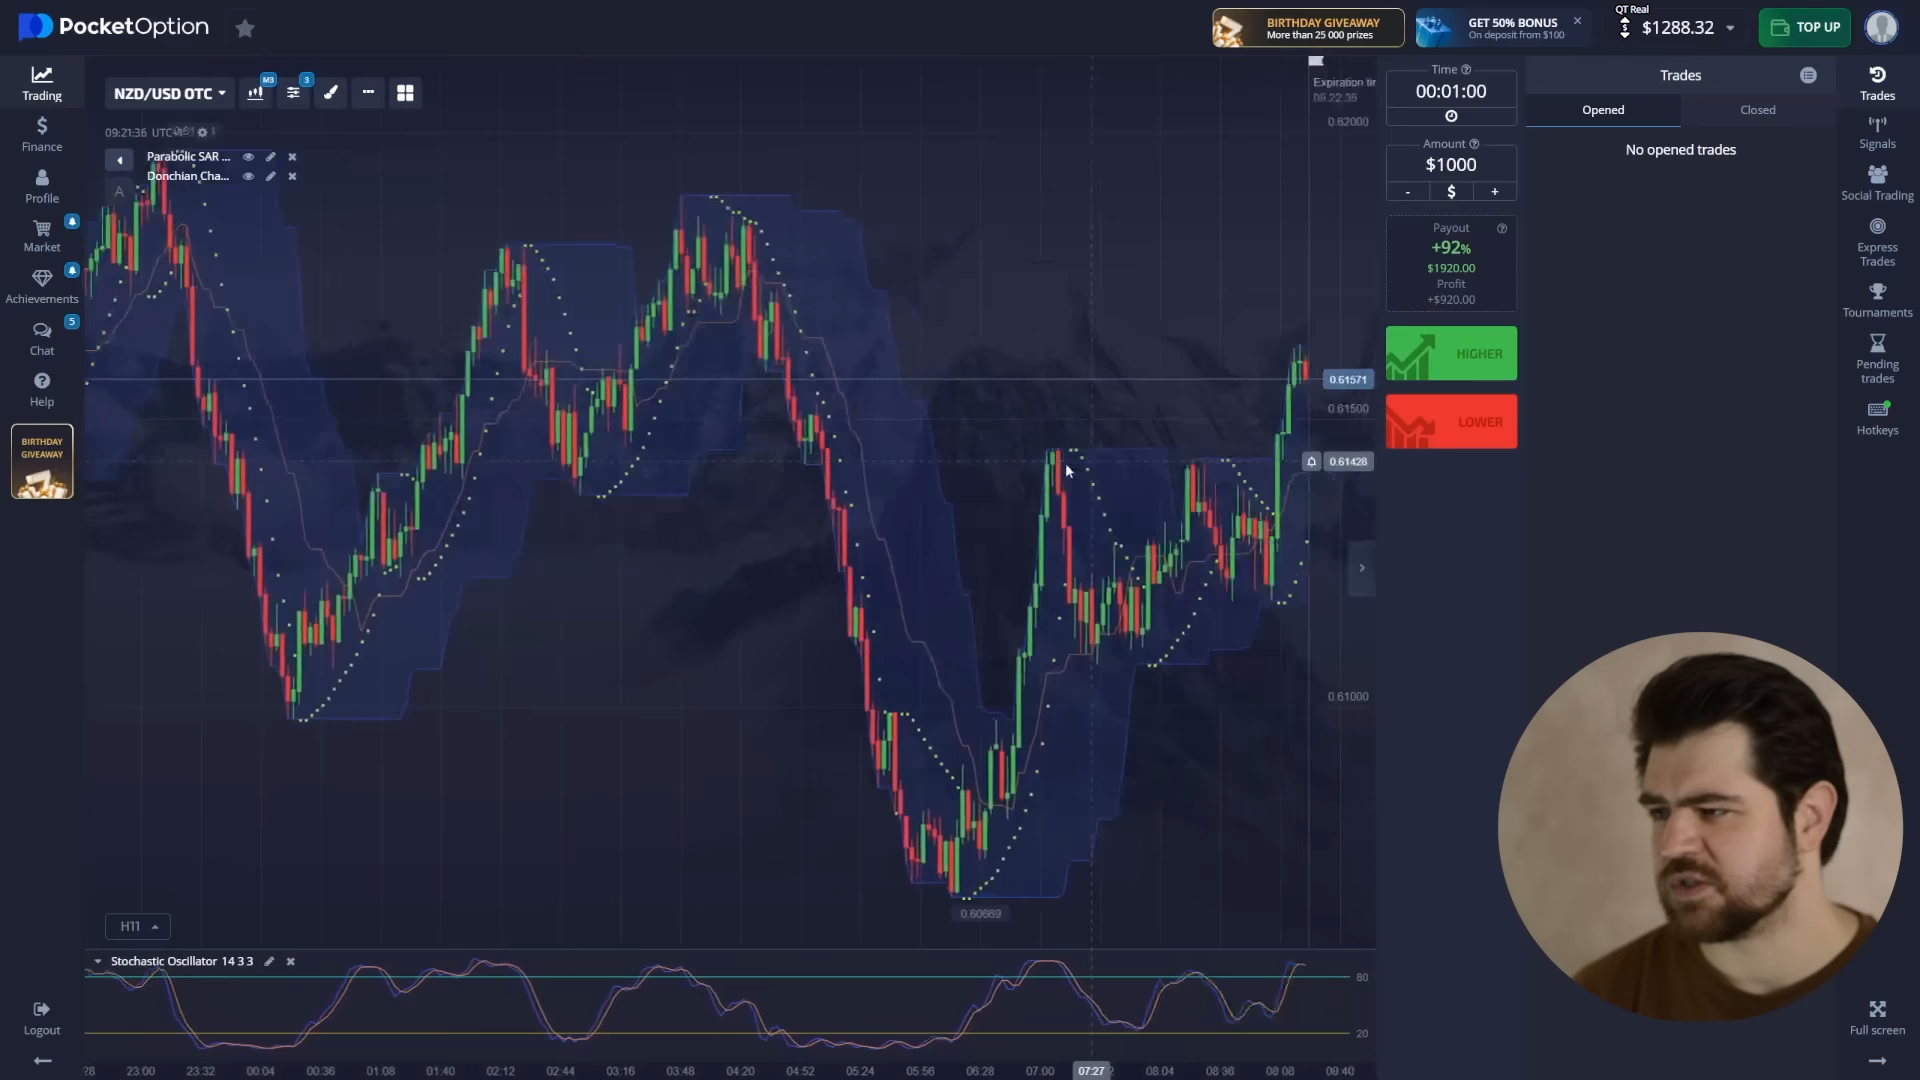 PocketOption
BIRTHDAY GIVEAWAY
More than 25 000 prizes
GET 50% BONUS
On deposit from $100
QT Real
$1288.32
TOP UP
Trading
Finance
Profile
Market
Achievements
5
Chat
Help
BIRTHDAY
GIVEAWAY
Logout
NZD/USD OTC
M3
3
09:21:36 UTC
Parabolic SAR ...
Donchian Cha...
A
Expiration tir
09:22:36
0.62000
0.61571
0.61500
0.61428
0.61000
0.60669
H11
Stochastic Oscillator 14 3 3
80
20
23:00
23:32
00:04
00:36
01:08
01:40
02:12
02:44
03:16
03:48
04:20
04:52
05:24
05:56
06:28
07:00
07:27
08:04
08:36
09:40
Time
00:01:00
Amount
$1000
-
$
+
Payout
+92%
$1920.00
Profit
+$920.00
HIGHER
LOWER
Trades
Opened
Closed
No opened trades
Trades
Signals
Social Trading
Express
Trades
Tournaments
Pending
trades
Hotkeys
Full screen